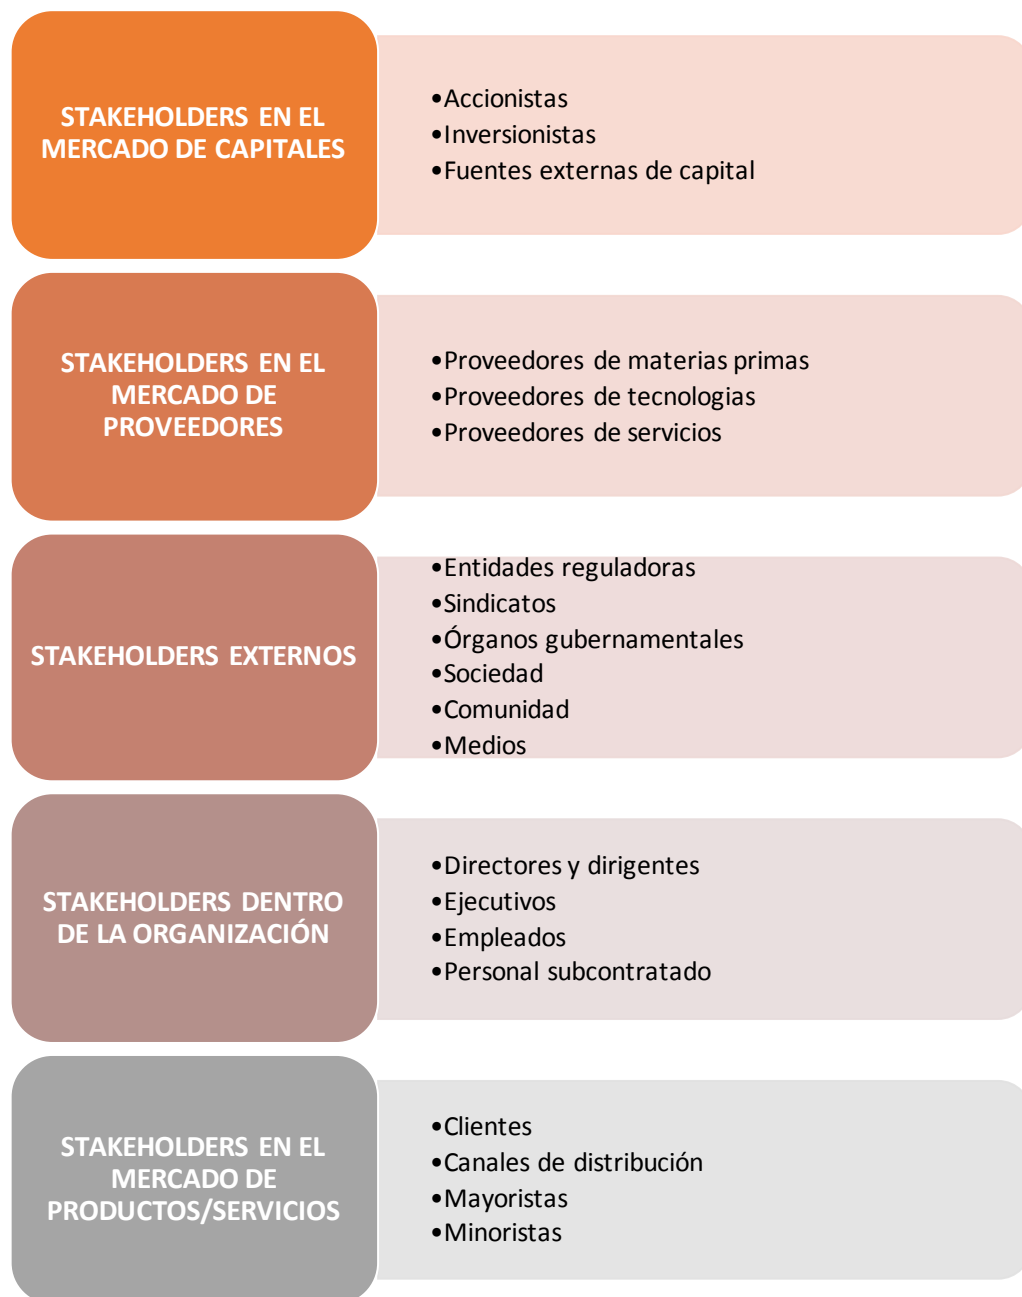 STAKEHOLDERS EN EL
MERCADO DE CAPITALES
•Accionistas
•Inversionistas
•Fuentes externas de capital
STAKEHOLDERS EN EL
MERCADO DE
PROVEEDORES
•Proveedores de materias primas
•Proveedores de tecnologias
•Proveedores de servicios
STAKEHOLDERS EXTERNOS
•Entidades reguladoras
•Sindicatos
•Órganos gubernamentales
•Sociedad
•Comunidad
•Medios
STAKEHOLDERS DENTRO
DE LA ORGANIZACIÓN
•Directores y dirigentes
•Ejecutivos
•Empleados
•Personal subcontratado
STAKEHOLDERS EN EL
MERCADO DE
PRODUCTOS/SERVICIOS
•Clientes
•Canales de distribución
•Mayoristas
•Minoristas